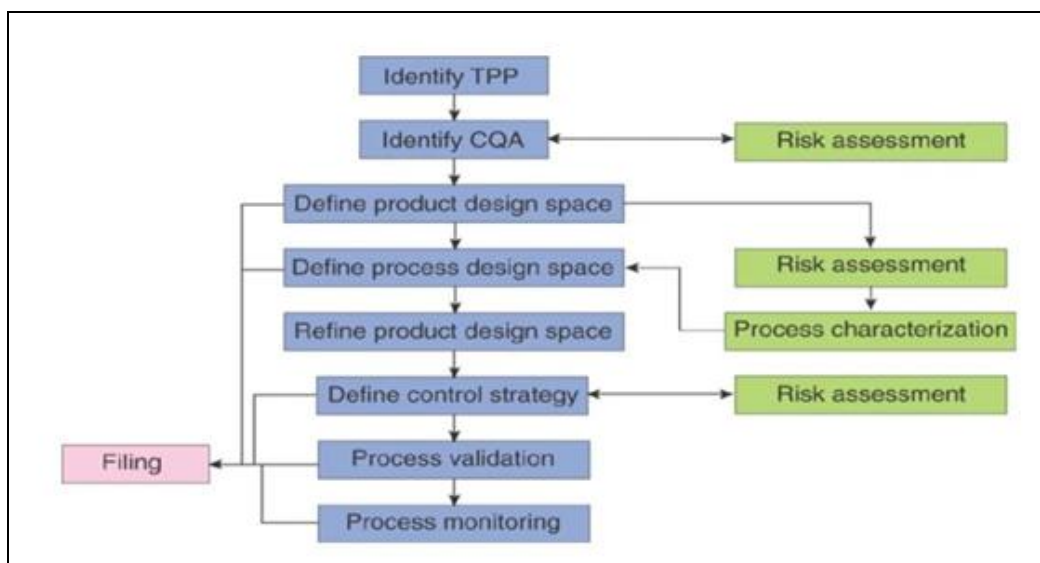 Identify TPP
Identify CQA
Risk assessment
Define product design space
Define process design space
Risk assessment
Refine product design space
Process characterization
Define control strategy
Risk assessment
Filing
Process validation
Process monitoring